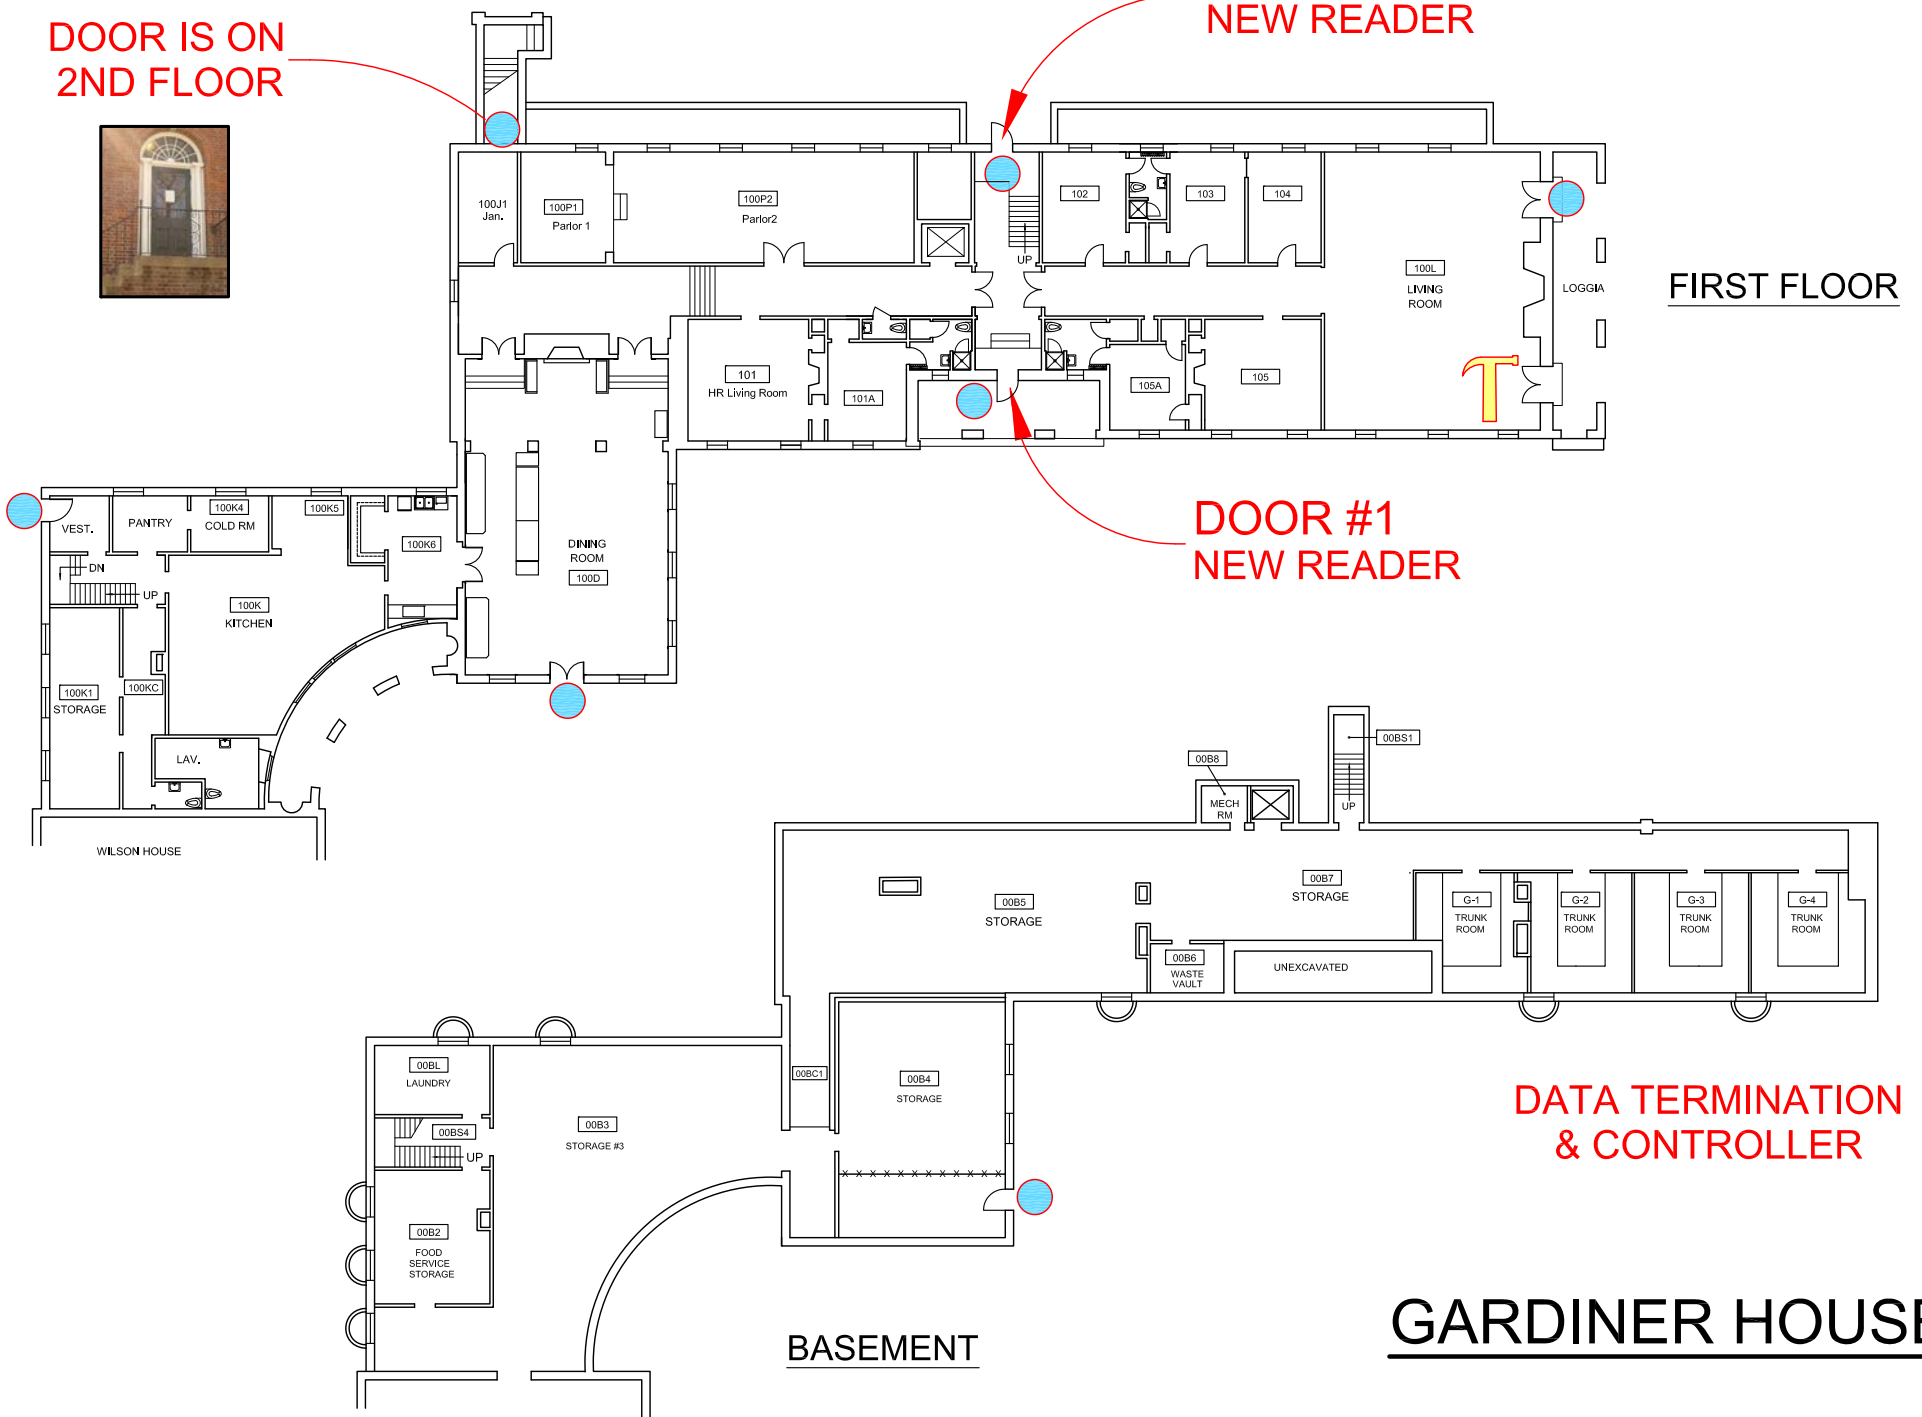 DOOR IS ON
2ND FLOOR
NEW READER
100J1
Jan.
100P1
Parlor 1
100P2
Parlor2
UP
102
103
104
100L
LIVING
ROOM
LOGGIA
FIRST FLOOR
101
HR Living Room
101A
105A
105
DOOR #1
NEW READER
VEST.
PANTRY
100K4
COLD RM
100K5
100K6
DINING
ROOM
100D
DN
UP
100K
KITCHEN
100K1
STORAGE
100KC
LAV.
WILSON HOUSE
00BS1
00B8
MECH
RM
UP
00B5
STORAGE
00B7
STORAGE
G-1
TRUNK
ROOM
G-2
TRUNK
ROOM
G-3
TRUNK
ROOM
G-4
TRUNK
ROOM
00B6
WASTE
VAULT
UNEXCAVATED
00BL
LAUNDRY
00BC1
00B4
STORAGE
00BS4
UP
00B3
STORAGE #3
00B2
FOOD
SERVICE
STORAGE
DATA TERMINATION
& CONTROLLER
BASEMENT
GARDINER HOUSE